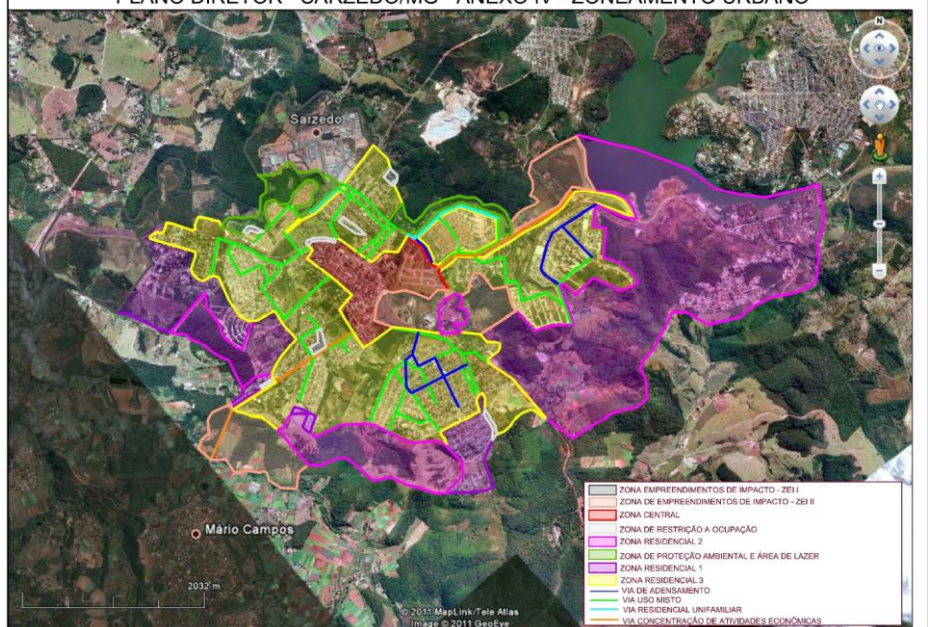 PLANO DIRETOR - SARZEDO/MG - ANEXO IV - ZONEAMENTO URBANO
N
Sarzedo
Mário Campos
2032 m
© 2011 MapLink/Tele Atlas
Image © 2011 GeoEye
ZONA EMPREENDIMENTOS DE IMPACTO - ZEI I
ZONA DE EMPREENDIMENTOS DE IMPACTO - ZEI II
ZONA CENTRAL
ZONA DE RESTRIÇÃO A OCUPAÇÃO
ZONA RESIDENCIAL 2
ZONA DE PROTEÇÃO AMBIENTAL E ÁREA DE LAZER
ZONA RESIDENCIAL 1
ZONA RESIDENCIAL 3
VIA DE ADENSAMENTO
VIA USO MISTO
VIA RESIDENCIAL UNIFAMILIAR
VIA CONCENTRAÇÃO DE ATIVIDADES ECONÔMICAS